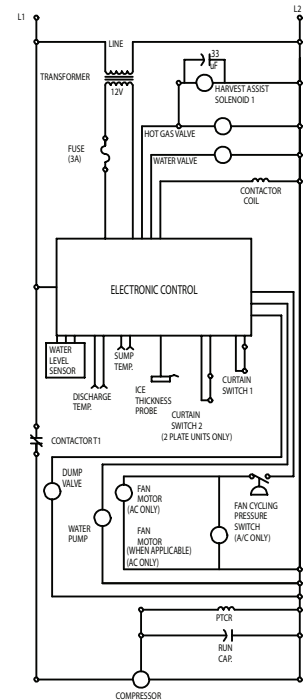 L1
L2
LINE
TRANSFORMER
12V
.33
uF
HARVEST ASSIST
SOLENOID 1
HOT GAS VALVE
FUSE
(3A)
WATER VALVE
CONTACTOR
COIL
ELECTRONIC CONTROL
WATER
LEVEL
SENSOR
SUMP
TEMP.
DISCHARGE
TEMP.
ICE
THICKNESS
PROBE
CURTAIN
SWITCH 1
CURTAIN
SWITCH 2
(2 PLATE UNITS ONLY)
CONTACTOR T1
DUMP
VALVE
FAN
MOTOR
(AC ONLY)
WATER
PUMP
FAN
MOTOR
(WHEN APPLICABLE)
(AC ONLY)
FAN CYCLING
PRESSURE
SWITCH
(A/C ONLY)
PTCR
RUN
CAP.
COMPRESSOR